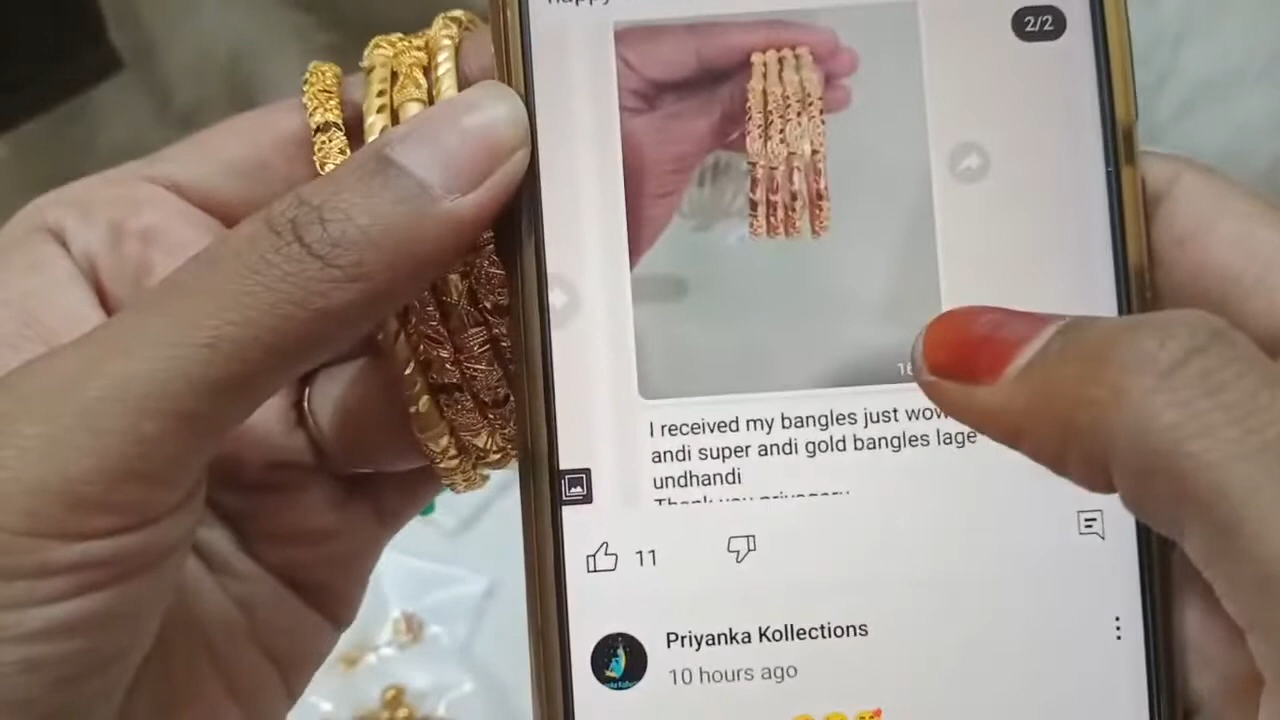 2/2
I received my bangles just wow
andi super andi gold bangles lage
undhandi
11
Priyanka Kollections
10 hours ago